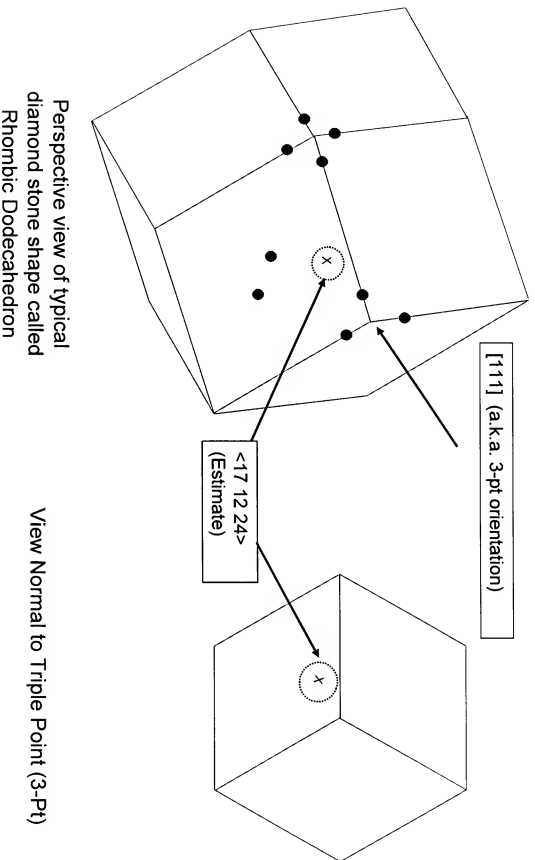 [111] (a.k.a. 3-pt orientation)
X
<17 12 24>
(Estimate)
X
Perspective view of typical
diamond stone shape called
Rhombic Dodecahedron
View Normal to Triple Point (3-Pt)